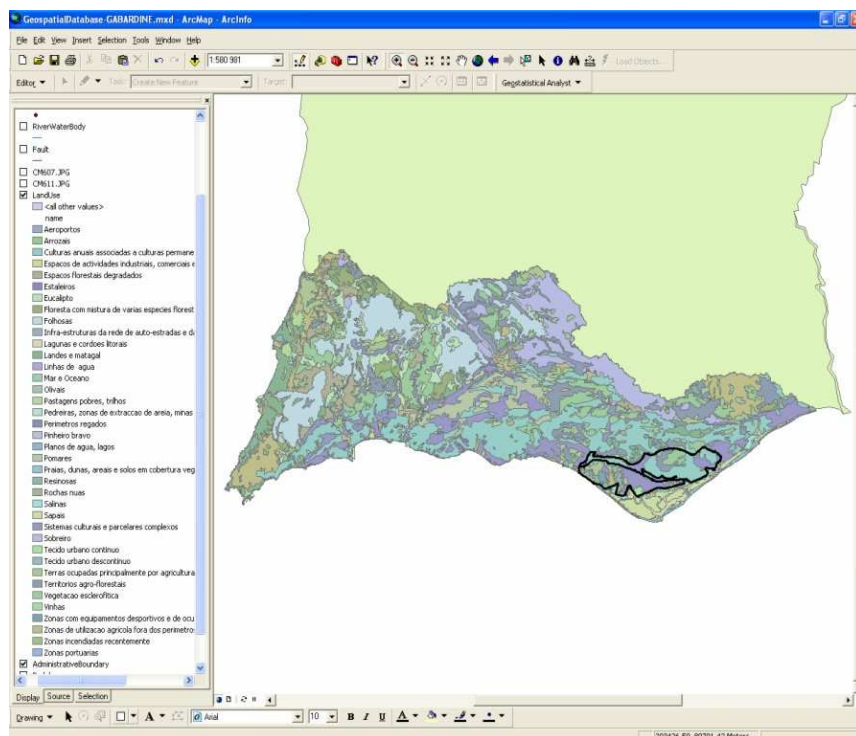 GeospatialDatabase-GABARDINE.mxd - ArcMap - ArcInfo
File Edit View Insert Selection Tools Window Help
1:580 981
Load Objects...
Editor Task: Create New Feature Target: Geostatistical Analyst
RiverWaterBody
Fault
CM607.JPG
CM611.JPG
LandUse
<all other values>
name
Aeroportos
Arrozais
Culturas anuais associadas a culturas permane
Espacos de actividades industriais, comerciais e
Espacos florestais degradados
Estaleiros
Eucalipto
Floresta com mistura de varias especies florest
Folhosas
Infra-estruturas da rede de auto-estradas e da
Lagunas e cordoes litorais
Landes e matagal
Linhas de agua
Mar e Oceano
Olivais
Pastagens pobres, trilhos
Pedreiras, zonas de extraccao de areia, minas
Perimetros regados
Pinheiro bravo
Planos de agua, lagos
Pomares
Praias, dunas, areais e solos em cobertura veg
Resinosas
Rochas nuas
Salinas
Sapais
Sistemas culturais e parcelares complexos
Sobreiro
Tecido urbano continuo
Tecido urbano descontinuo
Terras ocupadas principalmente por agricultura
Territorios agro-florestais
Vegetacao esclerofitica
Vinhas
Zonas com equipamentos desportivos e de ocu
Zonas de utilizacao agricola fora dos perimetros
Zonas incendiadas recentemente
Zonas portuarias
AdministrativeBoundary
Display Source Selection
Drawing A Arial 10 B I U A